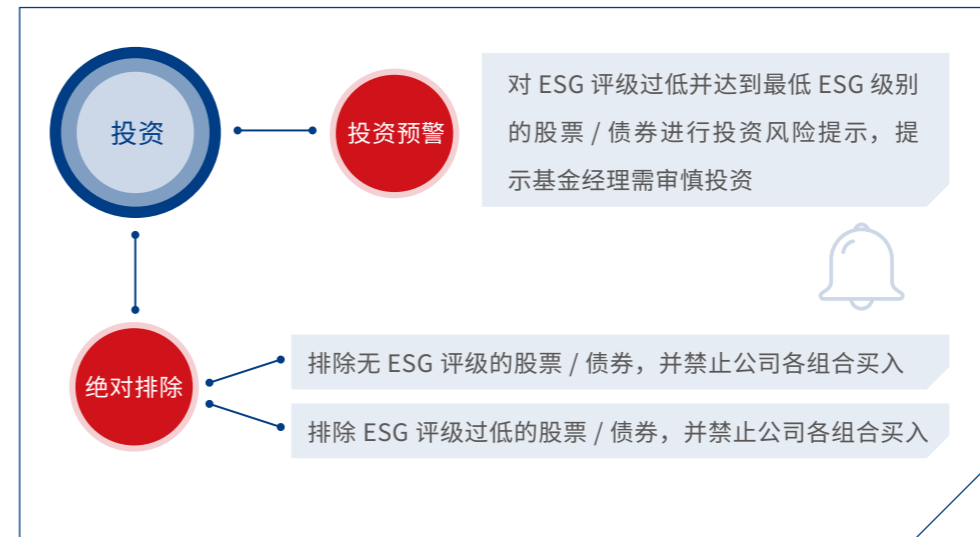 投资
投资预警
对 ESG 评级过低并达到最低 ESG 级别
的股票 / 债券进行投资风险提示，提
示基金经理需审慎投资
绝对排除
排除无 ESG 评级的股票 / 债券，并禁止公司各组合买入
排除 ESG 评级过低的股票 / 债券，并禁止公司各组合买入